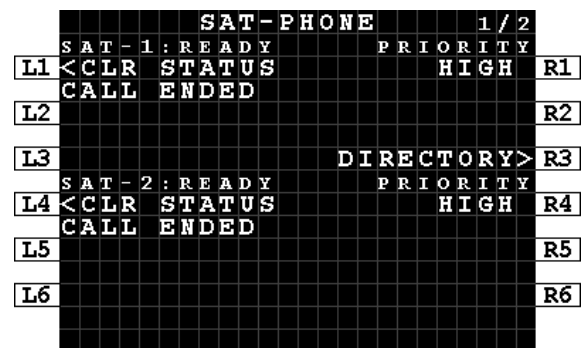 SAT-PHONE 1/2
SAT-1:READY PRIORITY
L1 <CLR STATUS HIGH R1
CALL ENDED
L2 R2
L3 DIRECTORY> R3
SAT-2:READY PRIORITY
L4 <CLR STATUS HIGH R4
CALL ENDED
L5 R5
L6 R6